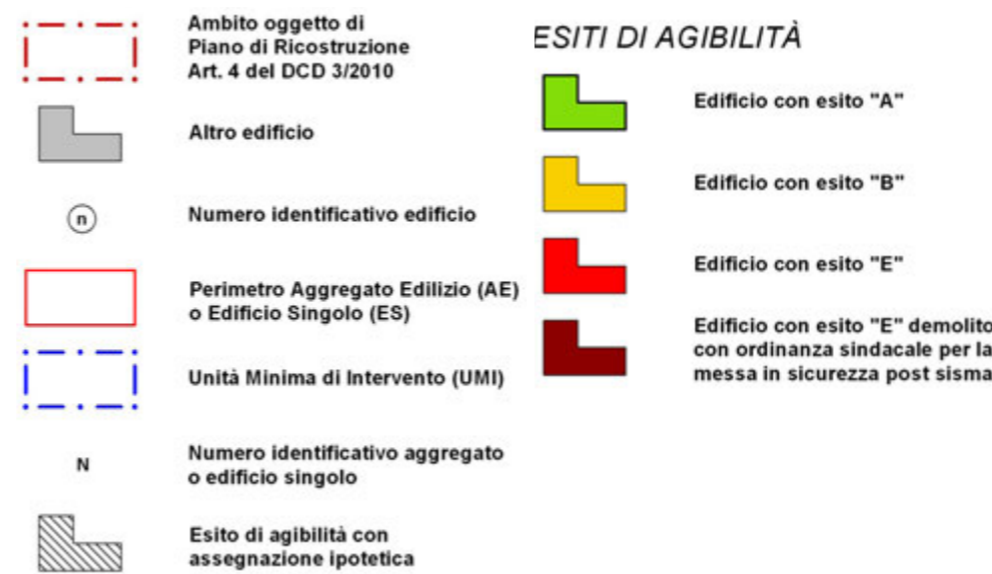 Ambito oggetto di
Piano di Ricostruzione
Art. 4 del DCD 3/2010
Altro edificio
n
Numero identificativo edificio
Perimetro Aggregato Edilizio (AE)
o Edificio Singolo (ES)
Unità Minima di Intervento (UMI)
N
Numero identificativo aggregato
o edificio singolo
Esito di agibilità con
assegnazione ipotetica
ESITI DI AGIBILITÀ
Edificio con esito "A"
Edificio con esito "B"
Edificio con esito "E"
Edificio con esito "E" demolito
con ordinanza sindacale per la
messa in sicurezza post sisma